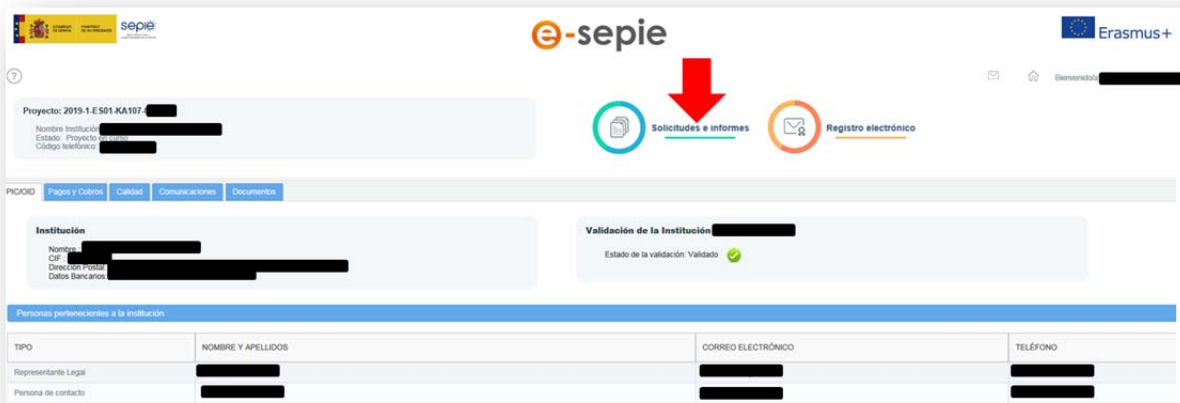 sepie
e-sepie
Erasmus+
?
Bienvenido/a
Proyecto: 2019-1-ES01-KA107-
Nombre Institución
Estado: Proyecto en curso
Código telefónico:
Solicitudes e informes
Registro electrónico
PIC/OID Pagos y Cobros Calidad Comunicaciones Documentos
Institución
Nombre :
CIF :
Dirección Postal:
Datos Bancarios:
Validación de la Institución
Estado de la validación: Validado
Personas pertenecientes a la institución
TIPO NOMBRE Y APELLIDOS CORREO ELECTRÓNICO TELÉFONO
Representante Legal
Persona de contacto